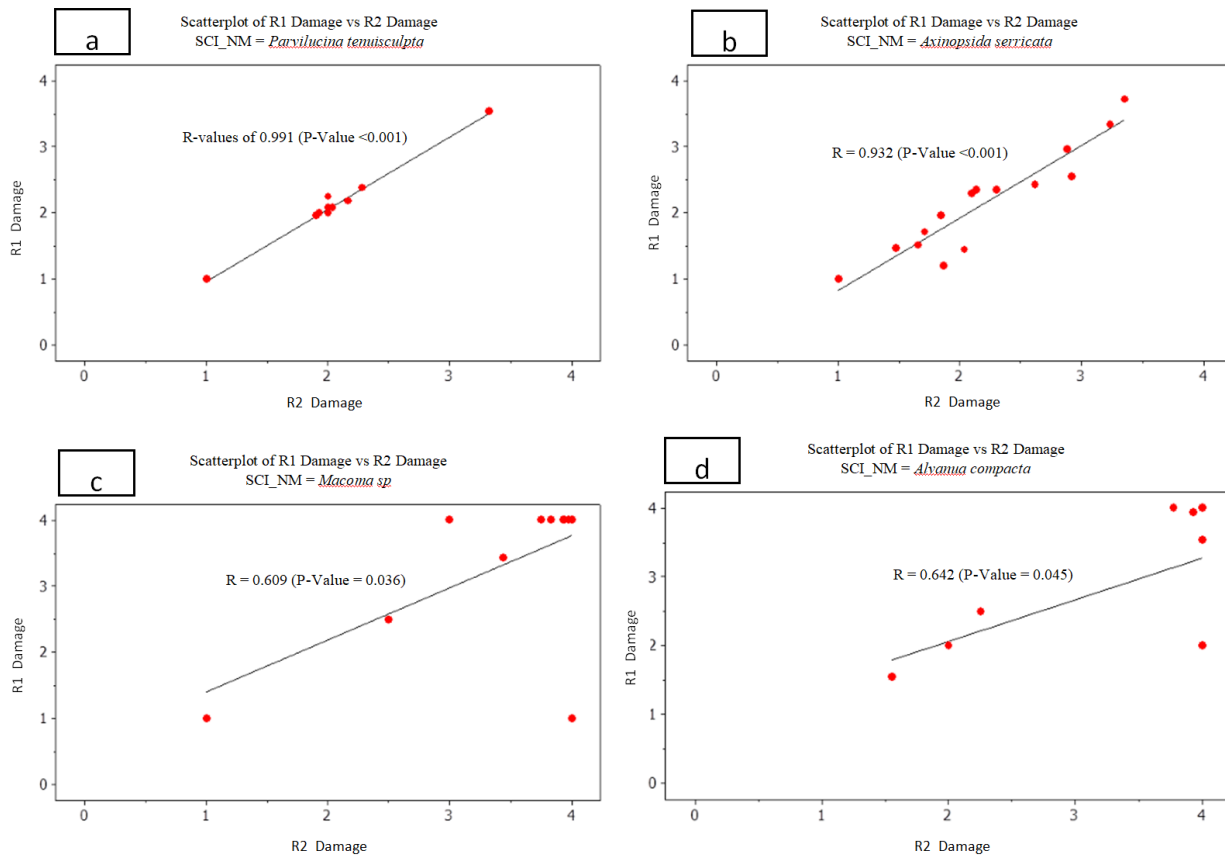 a
Scatterplot of R1 Damage vs R2 Damage
SCI_NM = Parvilucina tenuisculpta
4
3
2
1
0
R1 Damage
R-values of 0.991 (P-Value <0.001)
0 1 2 3 4
R2 Damage
b
Scatterplot of R1 Damage vs R2 Damage
SCI_NM = Axinopsida serricata
4
3
2
1
0
R1 Damage
R = 0.932 (P-Value <0.001)
0 1 2 3 4
R2 Damage
c
Scatterplot of R1 Damage vs R2 Damage
SCI_NM = Macoma sp
4
3
2
1
0
R1 Damage
R = 0.609 (P-Value = 0.036)
0 1 2 3 4
R2 Damage
d
Scatterplot of R1 Damage vs R2 Damage
SCI_NM = Alvanua compacta
4
3
2
1
0
R1 Damage
R = 0.642 (P-Value = 0.045)
0 1 2 3 4
R2 Damage